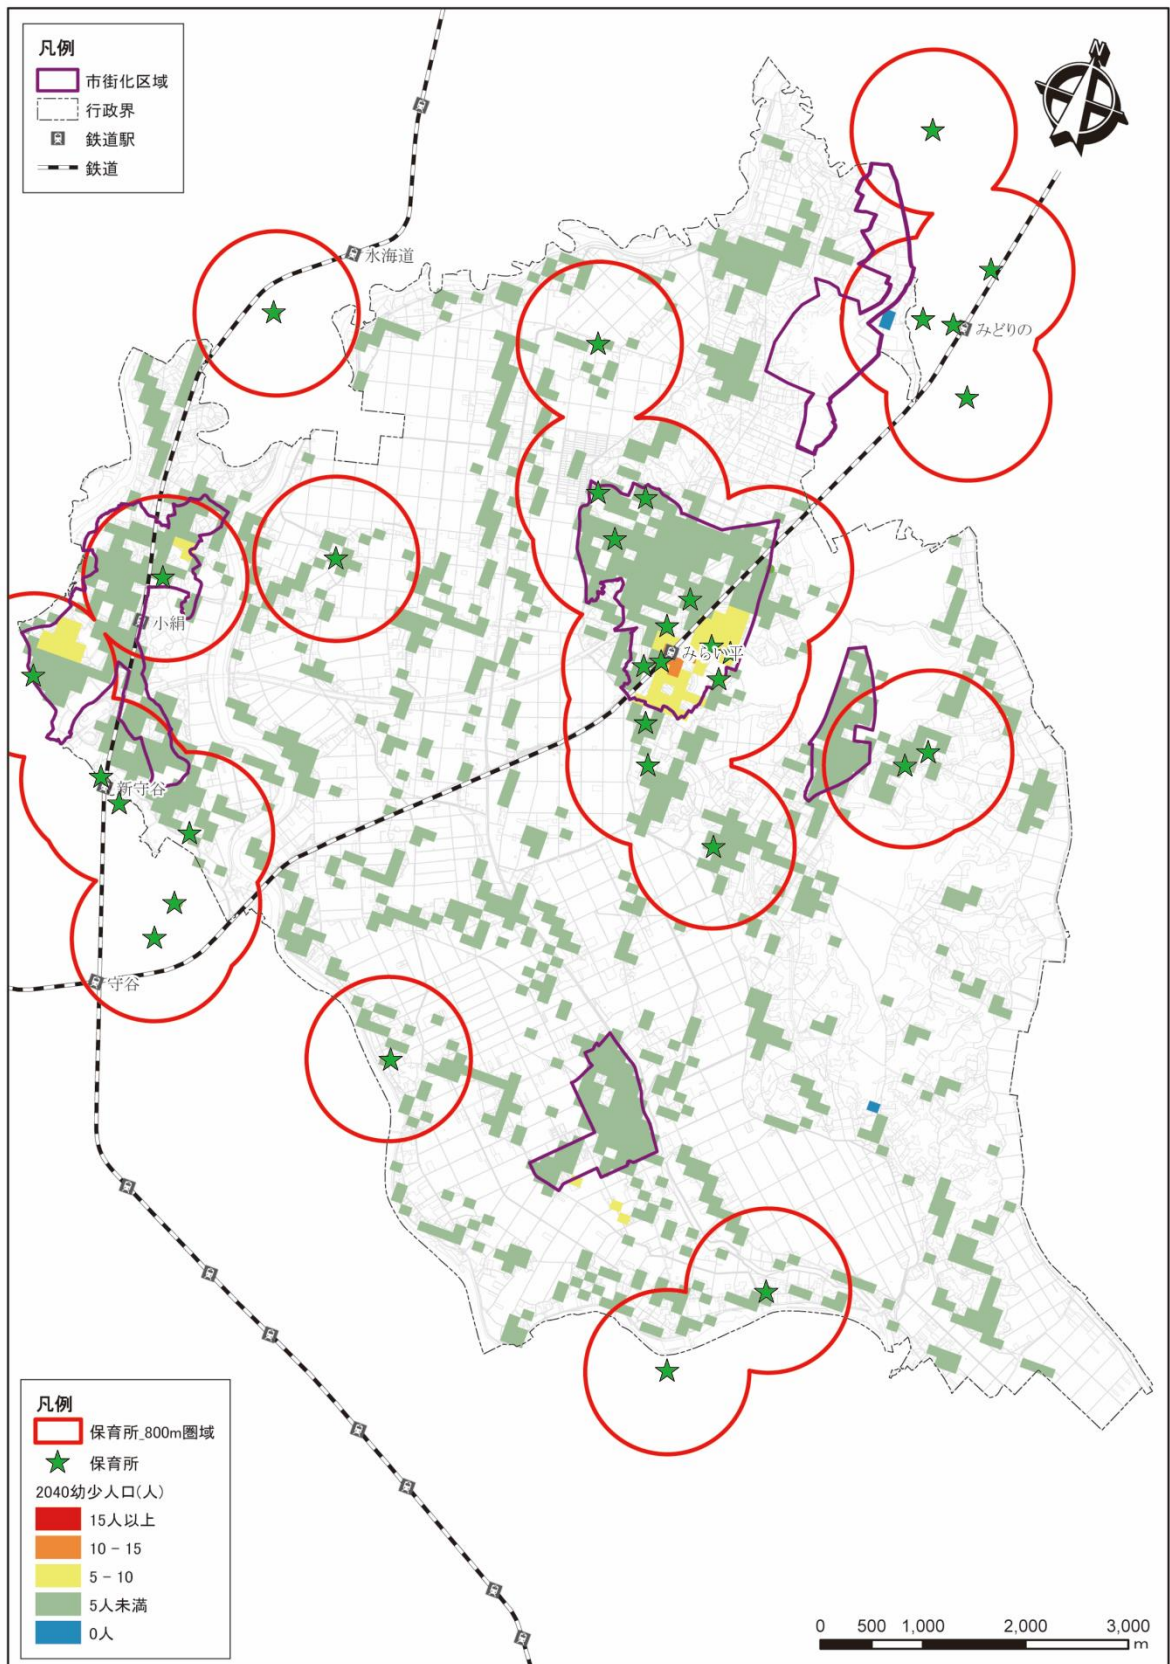 凡例
市街化区域
行政界
鉄道駅
鉄道
N
水海道
みどりの
小絹
みらい平
新守谷
守谷
凡例
保育所_800m圏域
保育所
2040幼少人口(人)
15人以上
10 - 15
5 - 10
5人未満
0人
0 500 1,000 2,000 3,000
m